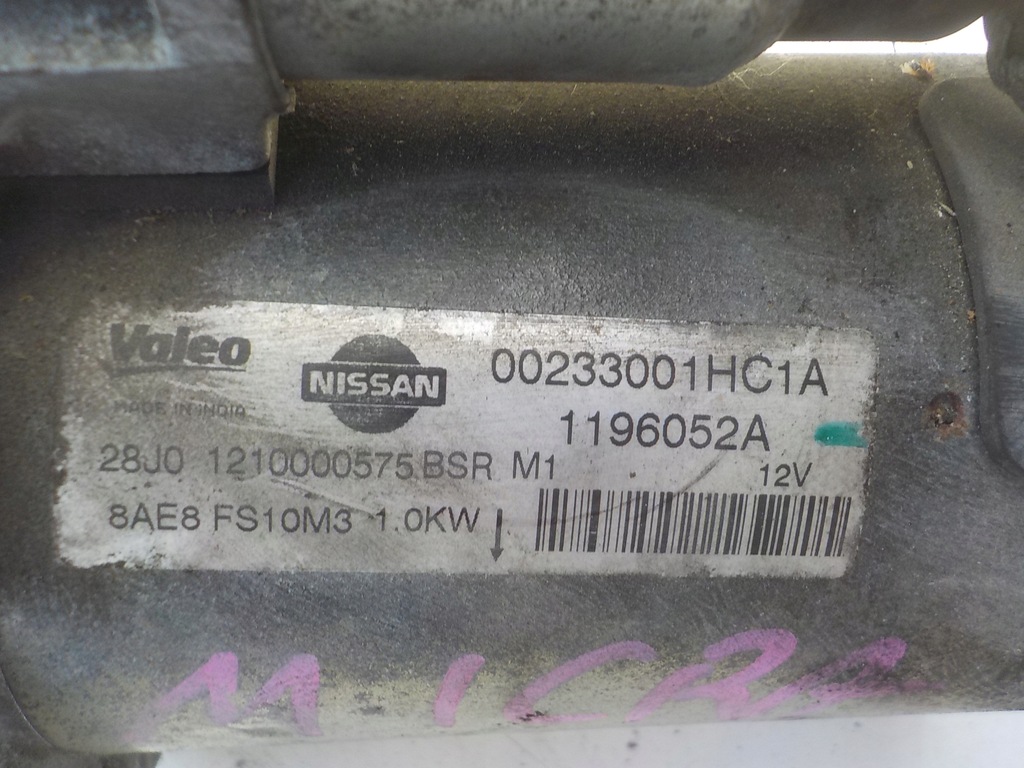 Valeo
MADE IN INDIA
NISSAN
00233001HC1A
1196052A
28J0 1210000575.BSR M1
12V
8AE8 FS10M3 1.0KW
MICRA